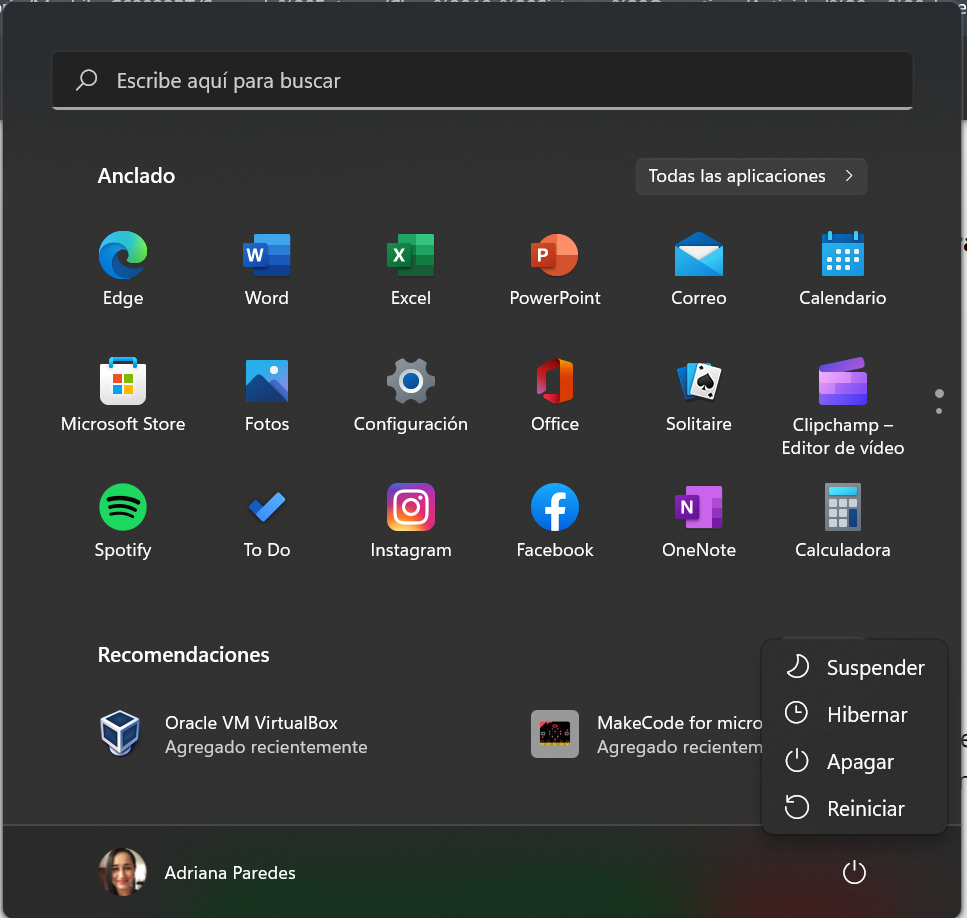 Escribe aquí para buscar
Anclado
Todas las aplicaciones
Edge
Word
Excel
PowerPoint
Correo
Calendario
Microsoft Store
Fotos
Configuración
Office
Solitaire
Clipchamp –
Editor de vídeo
Spotify
To Do
Instagram
Facebook
OneNote
Calculadora
Recomendaciones
Oracle VM VirtualBox
Agregado recientemente
MakeCode for micro
Agregado recientem
Suspender
Hibernar
Apagar
Reiniciar
Adriana Paredes